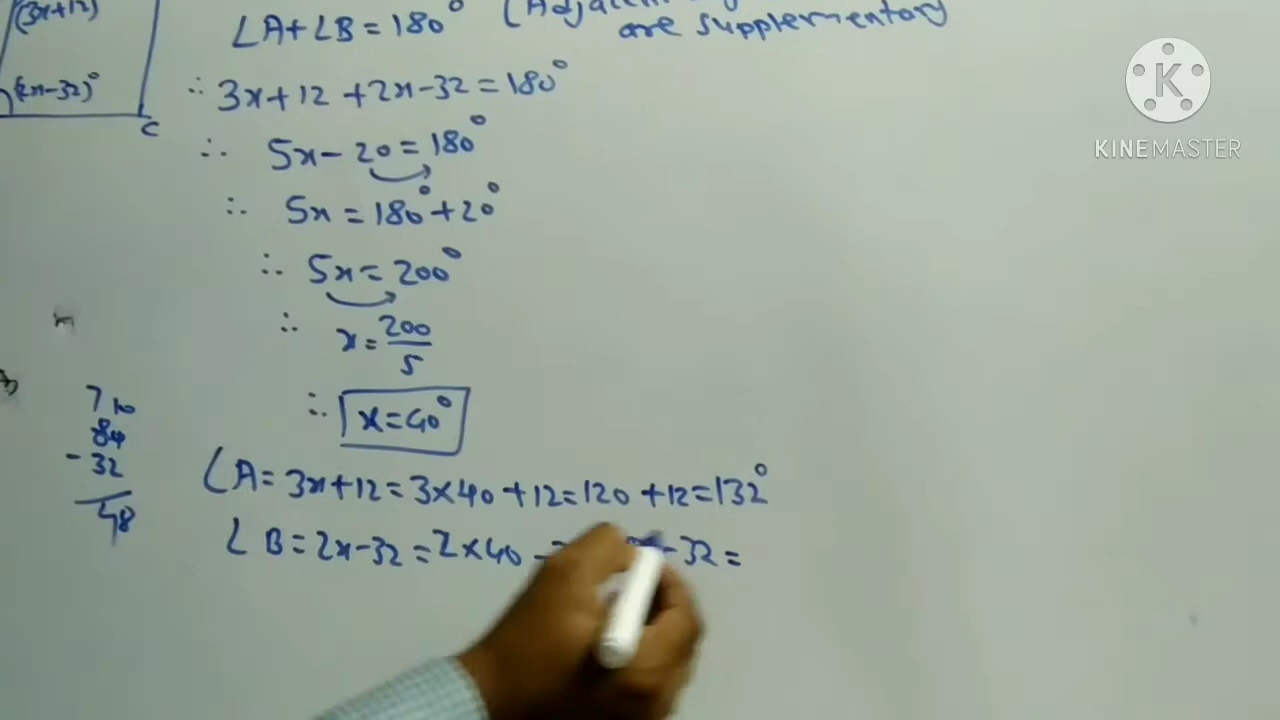 (3x+12)
∠A+∠B = 180° (Adjacent
are supplementary
(2x-32)°
C
∴ 3x+12 +2x-32 = 180°
∴ 5x-20 = 180°
∴ 5x = 180°+20°
∴ 5x = 200°
∴ x = 200/5
∴ x=40°
7 10
80
- 32
48
∠A = 3x+12 = 3×40 +12 = 120 +12 = 132°
∠B = 2x-32 = 2×40 - -32 =
K
KINEMASTER